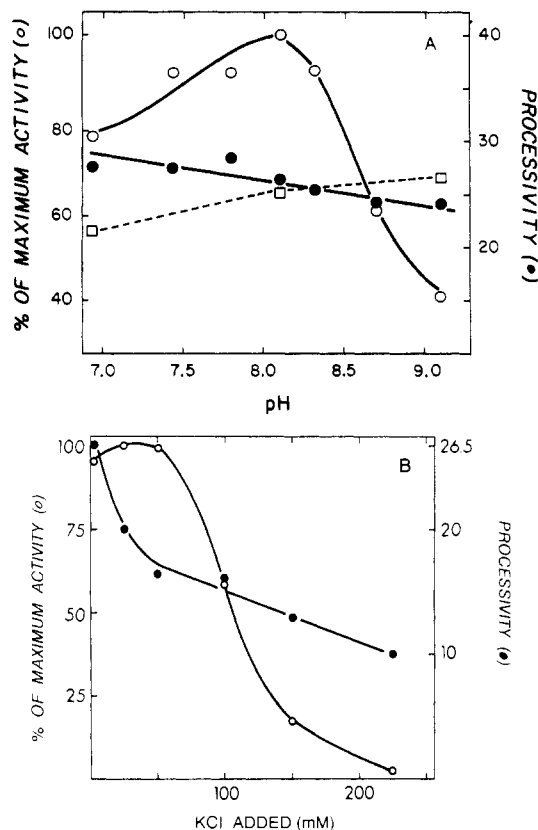 A
% OF MAXIMUM ACTIVITY (o)
100
80
60
40
40
30
20
PROCESSIVITY (●)
7.0 7.5 8.0 8.5 9.0
pH
B
% OF MAXIMUM ACTIVITY (o)
100
75
50
25
26.5
20
10
PROCESSIVITY (●)
100 200
KCl ADDED (mM)